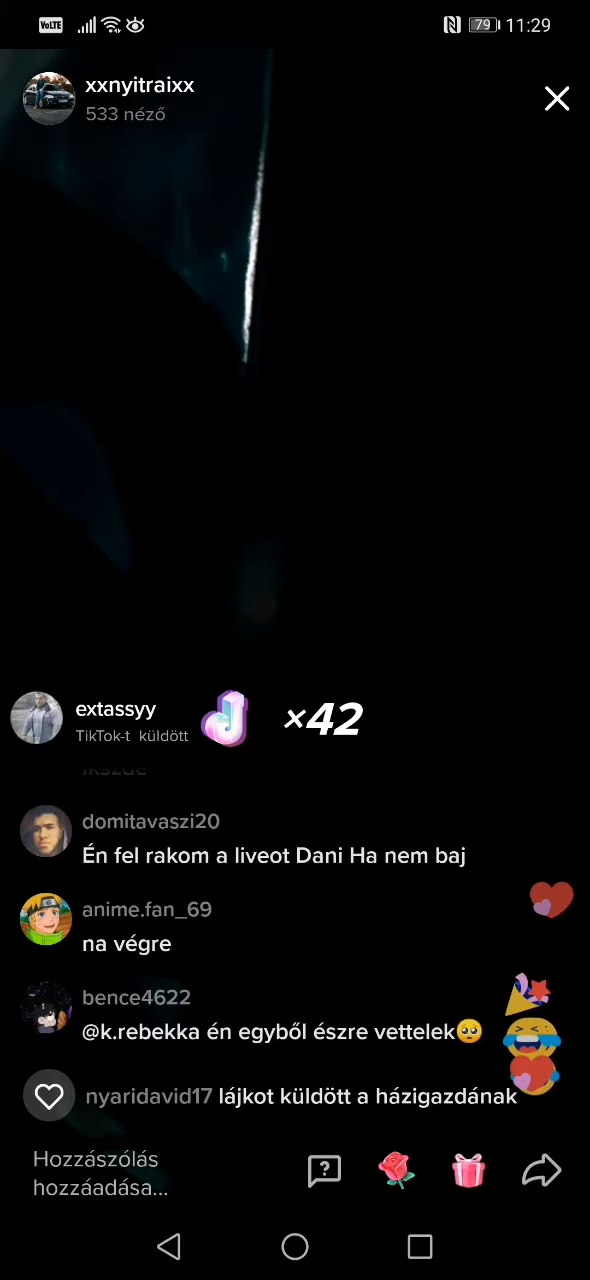 VoLTE
79
11:29
xxnyitraixx
533 néző
extassyy
TikTok-t küldött
×42
domitavaszi20
Én fel rakom a liveot Dani Ha nem baj
anime.fan_69
na végre
bence4622
@k.rebekka én egyből észre vettelek🥺
nyaridavid17 lájkot küldött a házigazdának
Hozzászólás
hozzáadása...